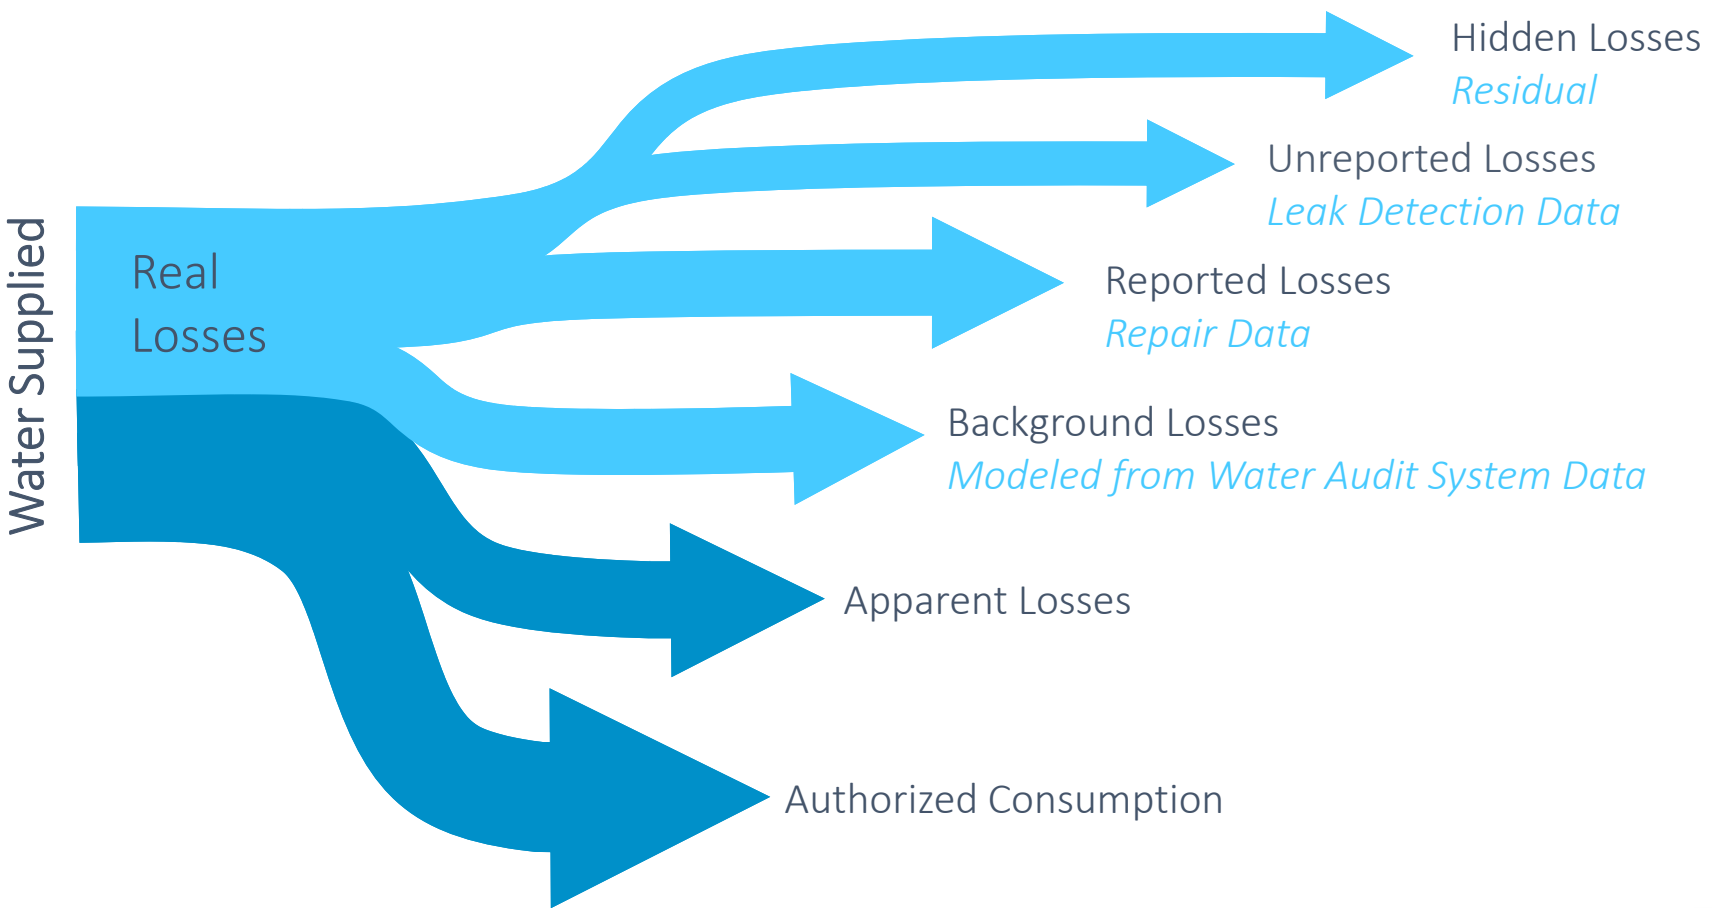 Water Supplied
Real
Losses
Hidden Losses
Residual
Unreported Losses
Leak Detection Data
Reported Losses
Repair Data
Background Losses
Modeled from Water Audit System Data
Apparent Losses
Authorized Consumption